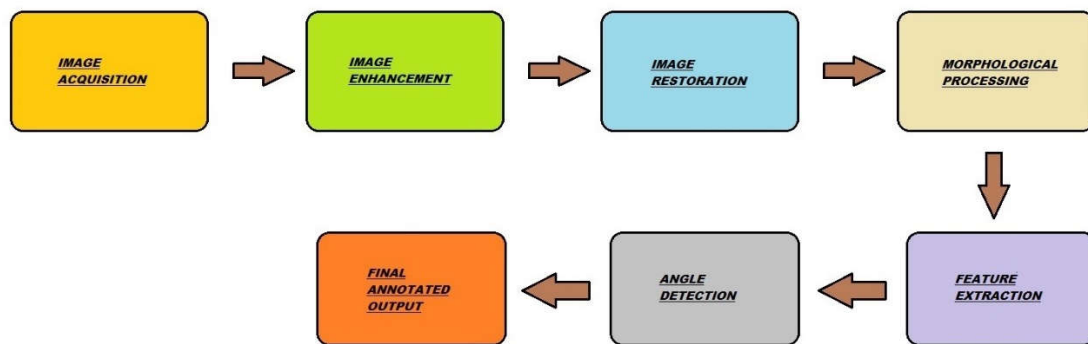 IMAGE
ACQUISITION
IMAGE
ENHANCEMENT
IMAGE
RESTORATION
MORPHOLOGICAL
PROCESSING
FEATURE
EXTRACTION
ANGLE
DETECTION
FINAL
ANNOTATED
OUTPUT